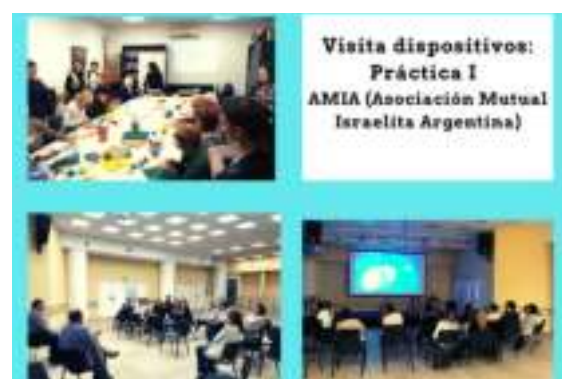 Visita dispositivos:
Práctica I
AMIA (Asociación Mutual
Israelita Argentina)